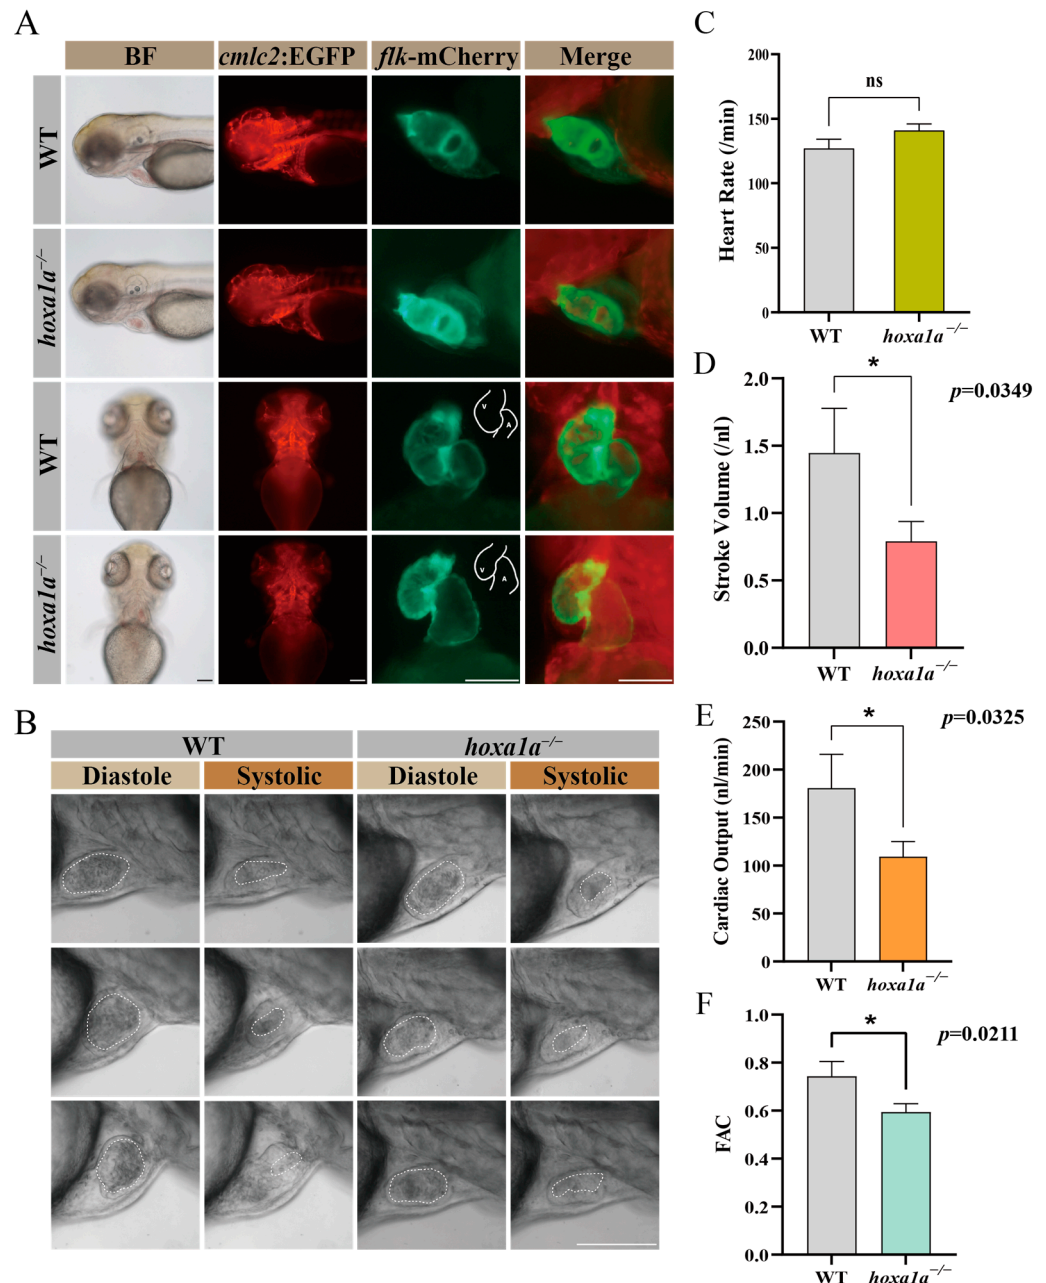 A
BF cmlc2:EGFP flk-mCherry Merge
WT
hoxa1a−/−
WT
V
A
hoxa1a−/−
V
A
B
WT hoxa1a−/−
Diastole Systolic Diastole Systolic
C
Heart Rate (/min)
200
150
100
50
0
ns
WT hoxa1a−/−
D
Stroke Volume (/nl)
2.0
1.5
1.0
0.5
0.0
*
p=0.0349
WT hoxa1a−/−
E
Cardiac Output (nl/min)
250
200
150
100
50
0
*
p=0.0325
WT hoxa1a−/−
F
FAC
1.0
0.8
0.6
0.4
0.2
0.0
*
p=0.0211
WT hoxa1a−/−